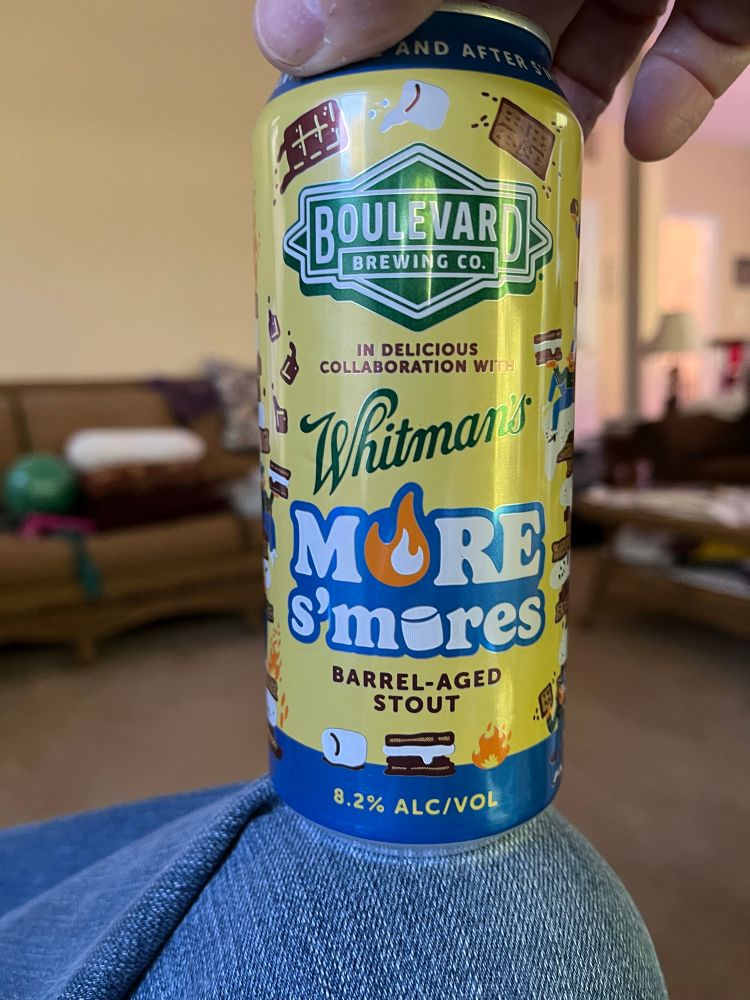 AND AFTER S'
BOULEVARD
BREWING CO.
IN DELICIOUS
COLLABORATION WITH
Whitman's
MORE
s'mores
BARREL-AGED
STOUT
8.2% ALC/VOL